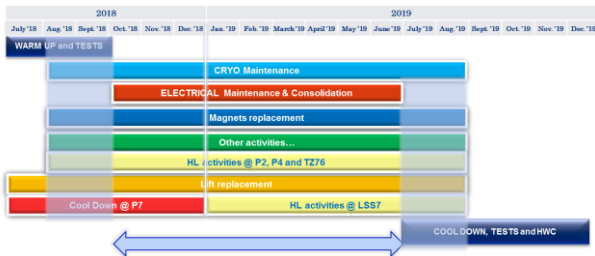 2018 2019
July '18 Aug. '18 Sept. '18 Oct. '18 Nov. '18 Dec. '18 Jan. '19 Feb. '19 March '19 April '19 May '19 June '19 July '19 Aug. '19 Sept. '19 Oct. '19 Nov. '19 Dec. '19
WARM UP and TESTS
CRYO Maintenance
ELECTRICAL Maintenance & Consolidation
Magnets replacement
Other activities...
HL activities @ P2, P4 and TZ76
Lift replacement
Cool Down @ P7 HL activities @ LSS7
COOL DOWN, TESTS and HWC